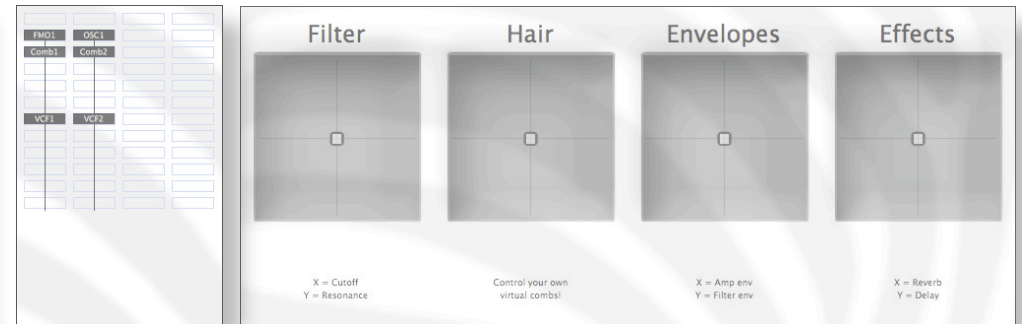 FMO1 OSC1
Comb1 Comb2
VCF1 VCF2
Filter Hair Envelopes Effects
X = Cutoff
Y = Resonance
Control your own
virtual combs!
X = Amp env
Y = Filter env
X = Reverb
Y = Delay